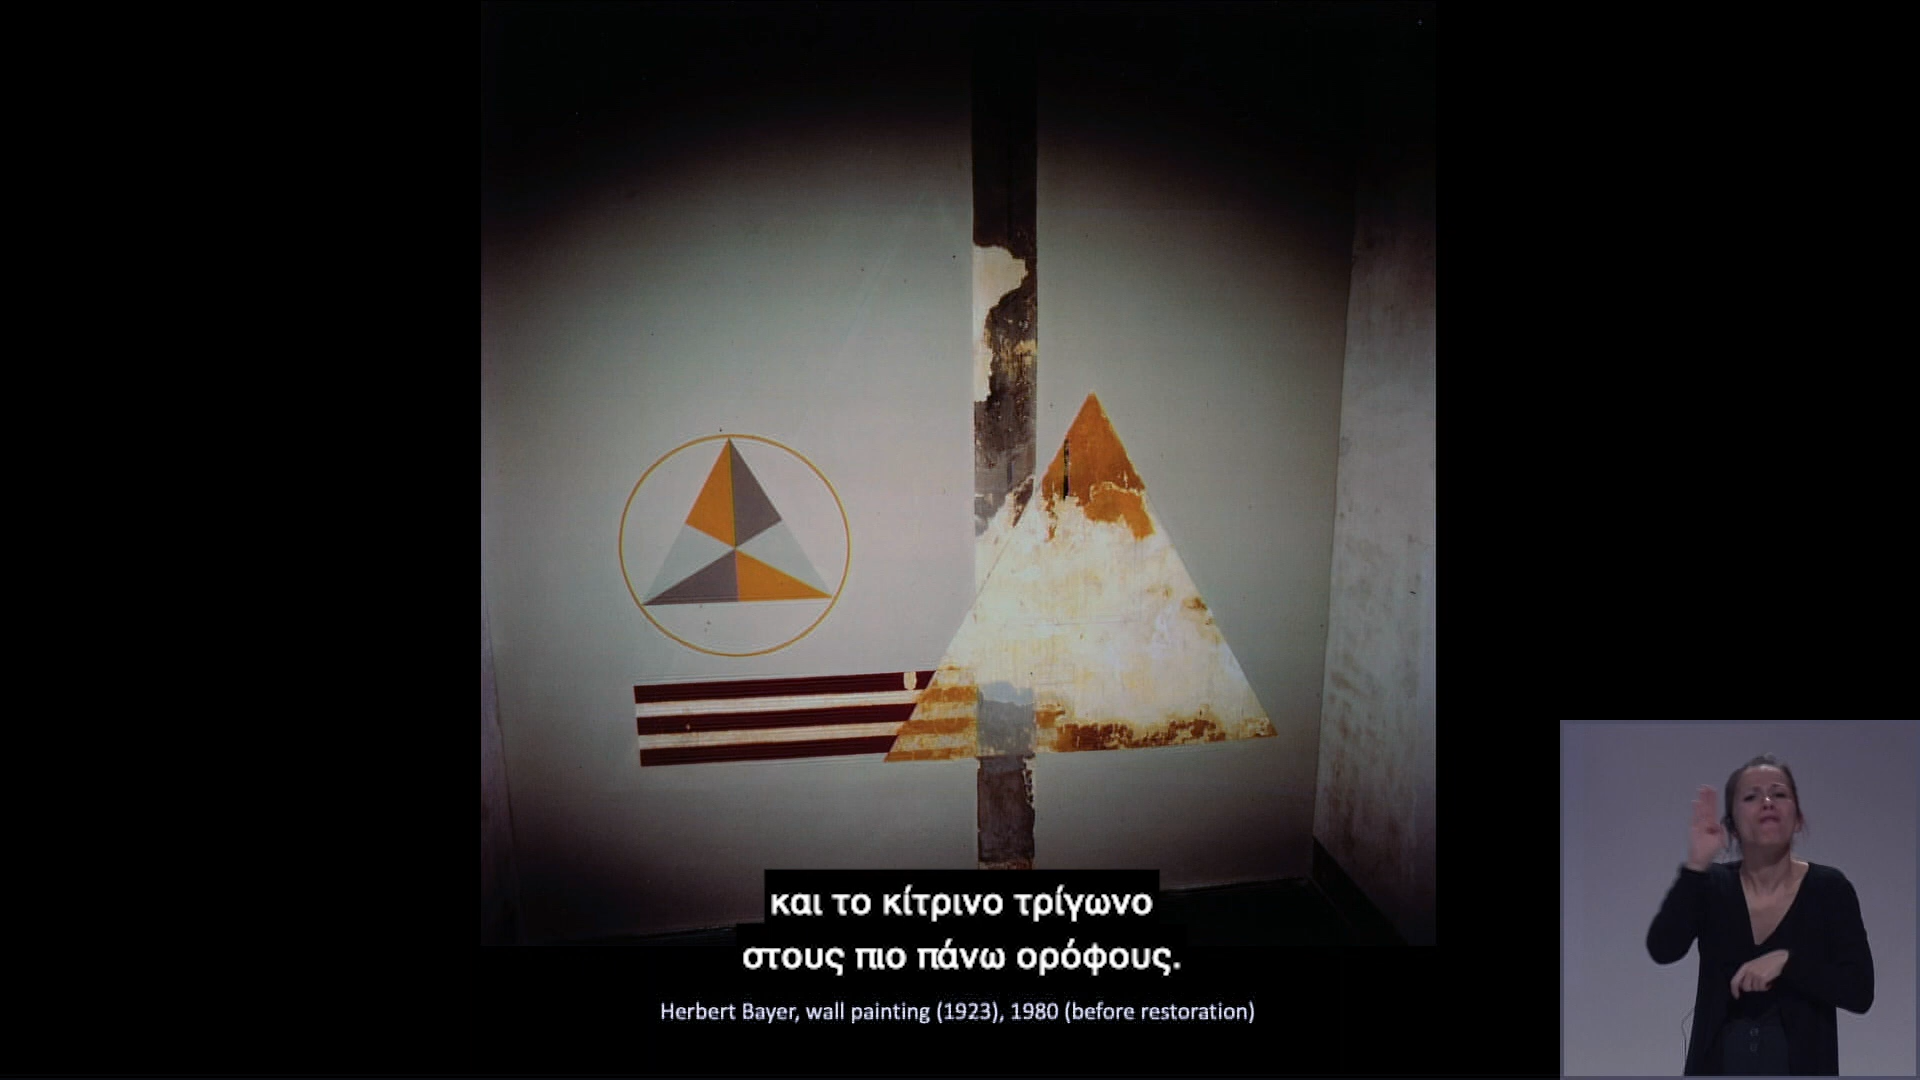 και το κίτρινο τρίγωνο
στους πιο πάνω ορόφους.
Herbert Bayer, wall painting (1923), 1980 (before restoration)